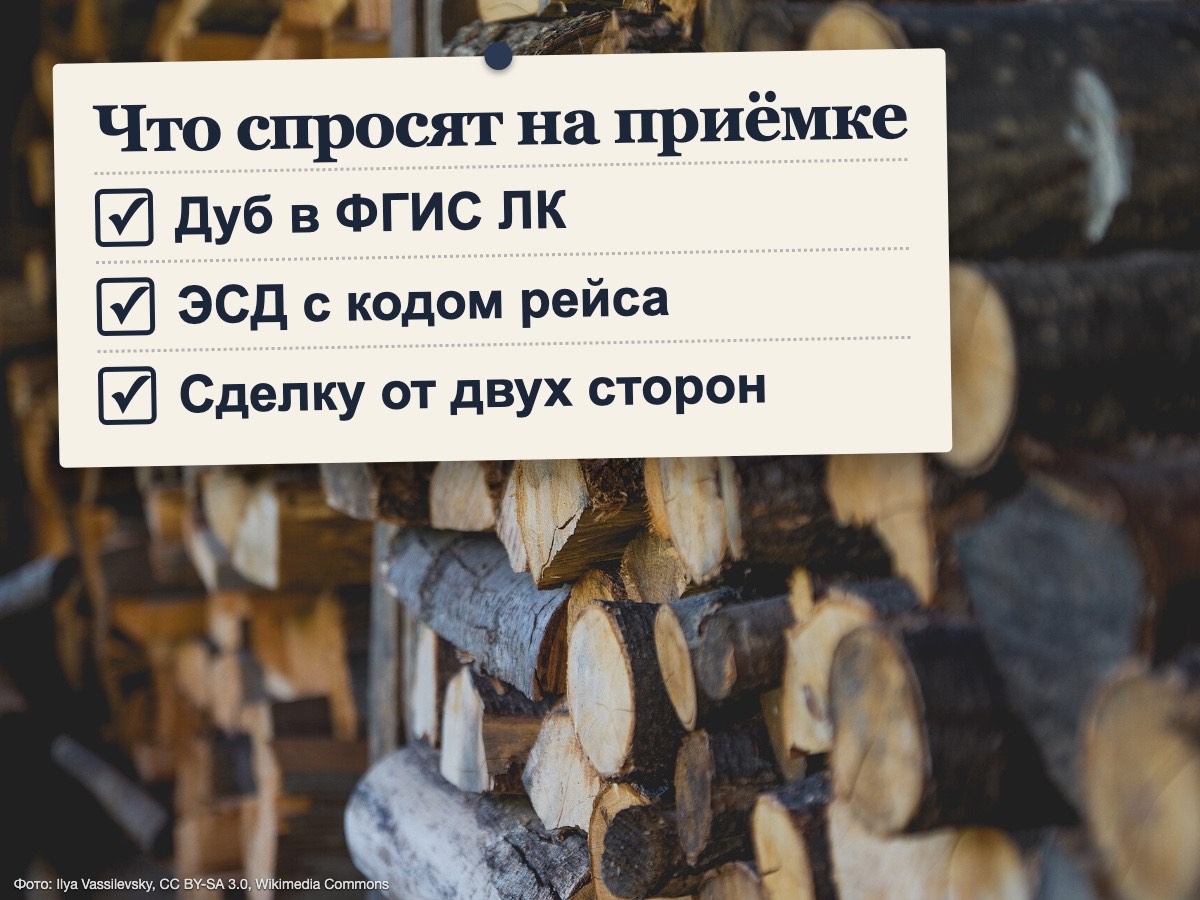 Что спросят на приёмке
Дуб в ФГИС ЛК
ЭСД с кодом рейса
Сделку от двух сторон
Фото: Ilya Vassilevsky, CC BY-SA 3.0, Wikimedia Commons